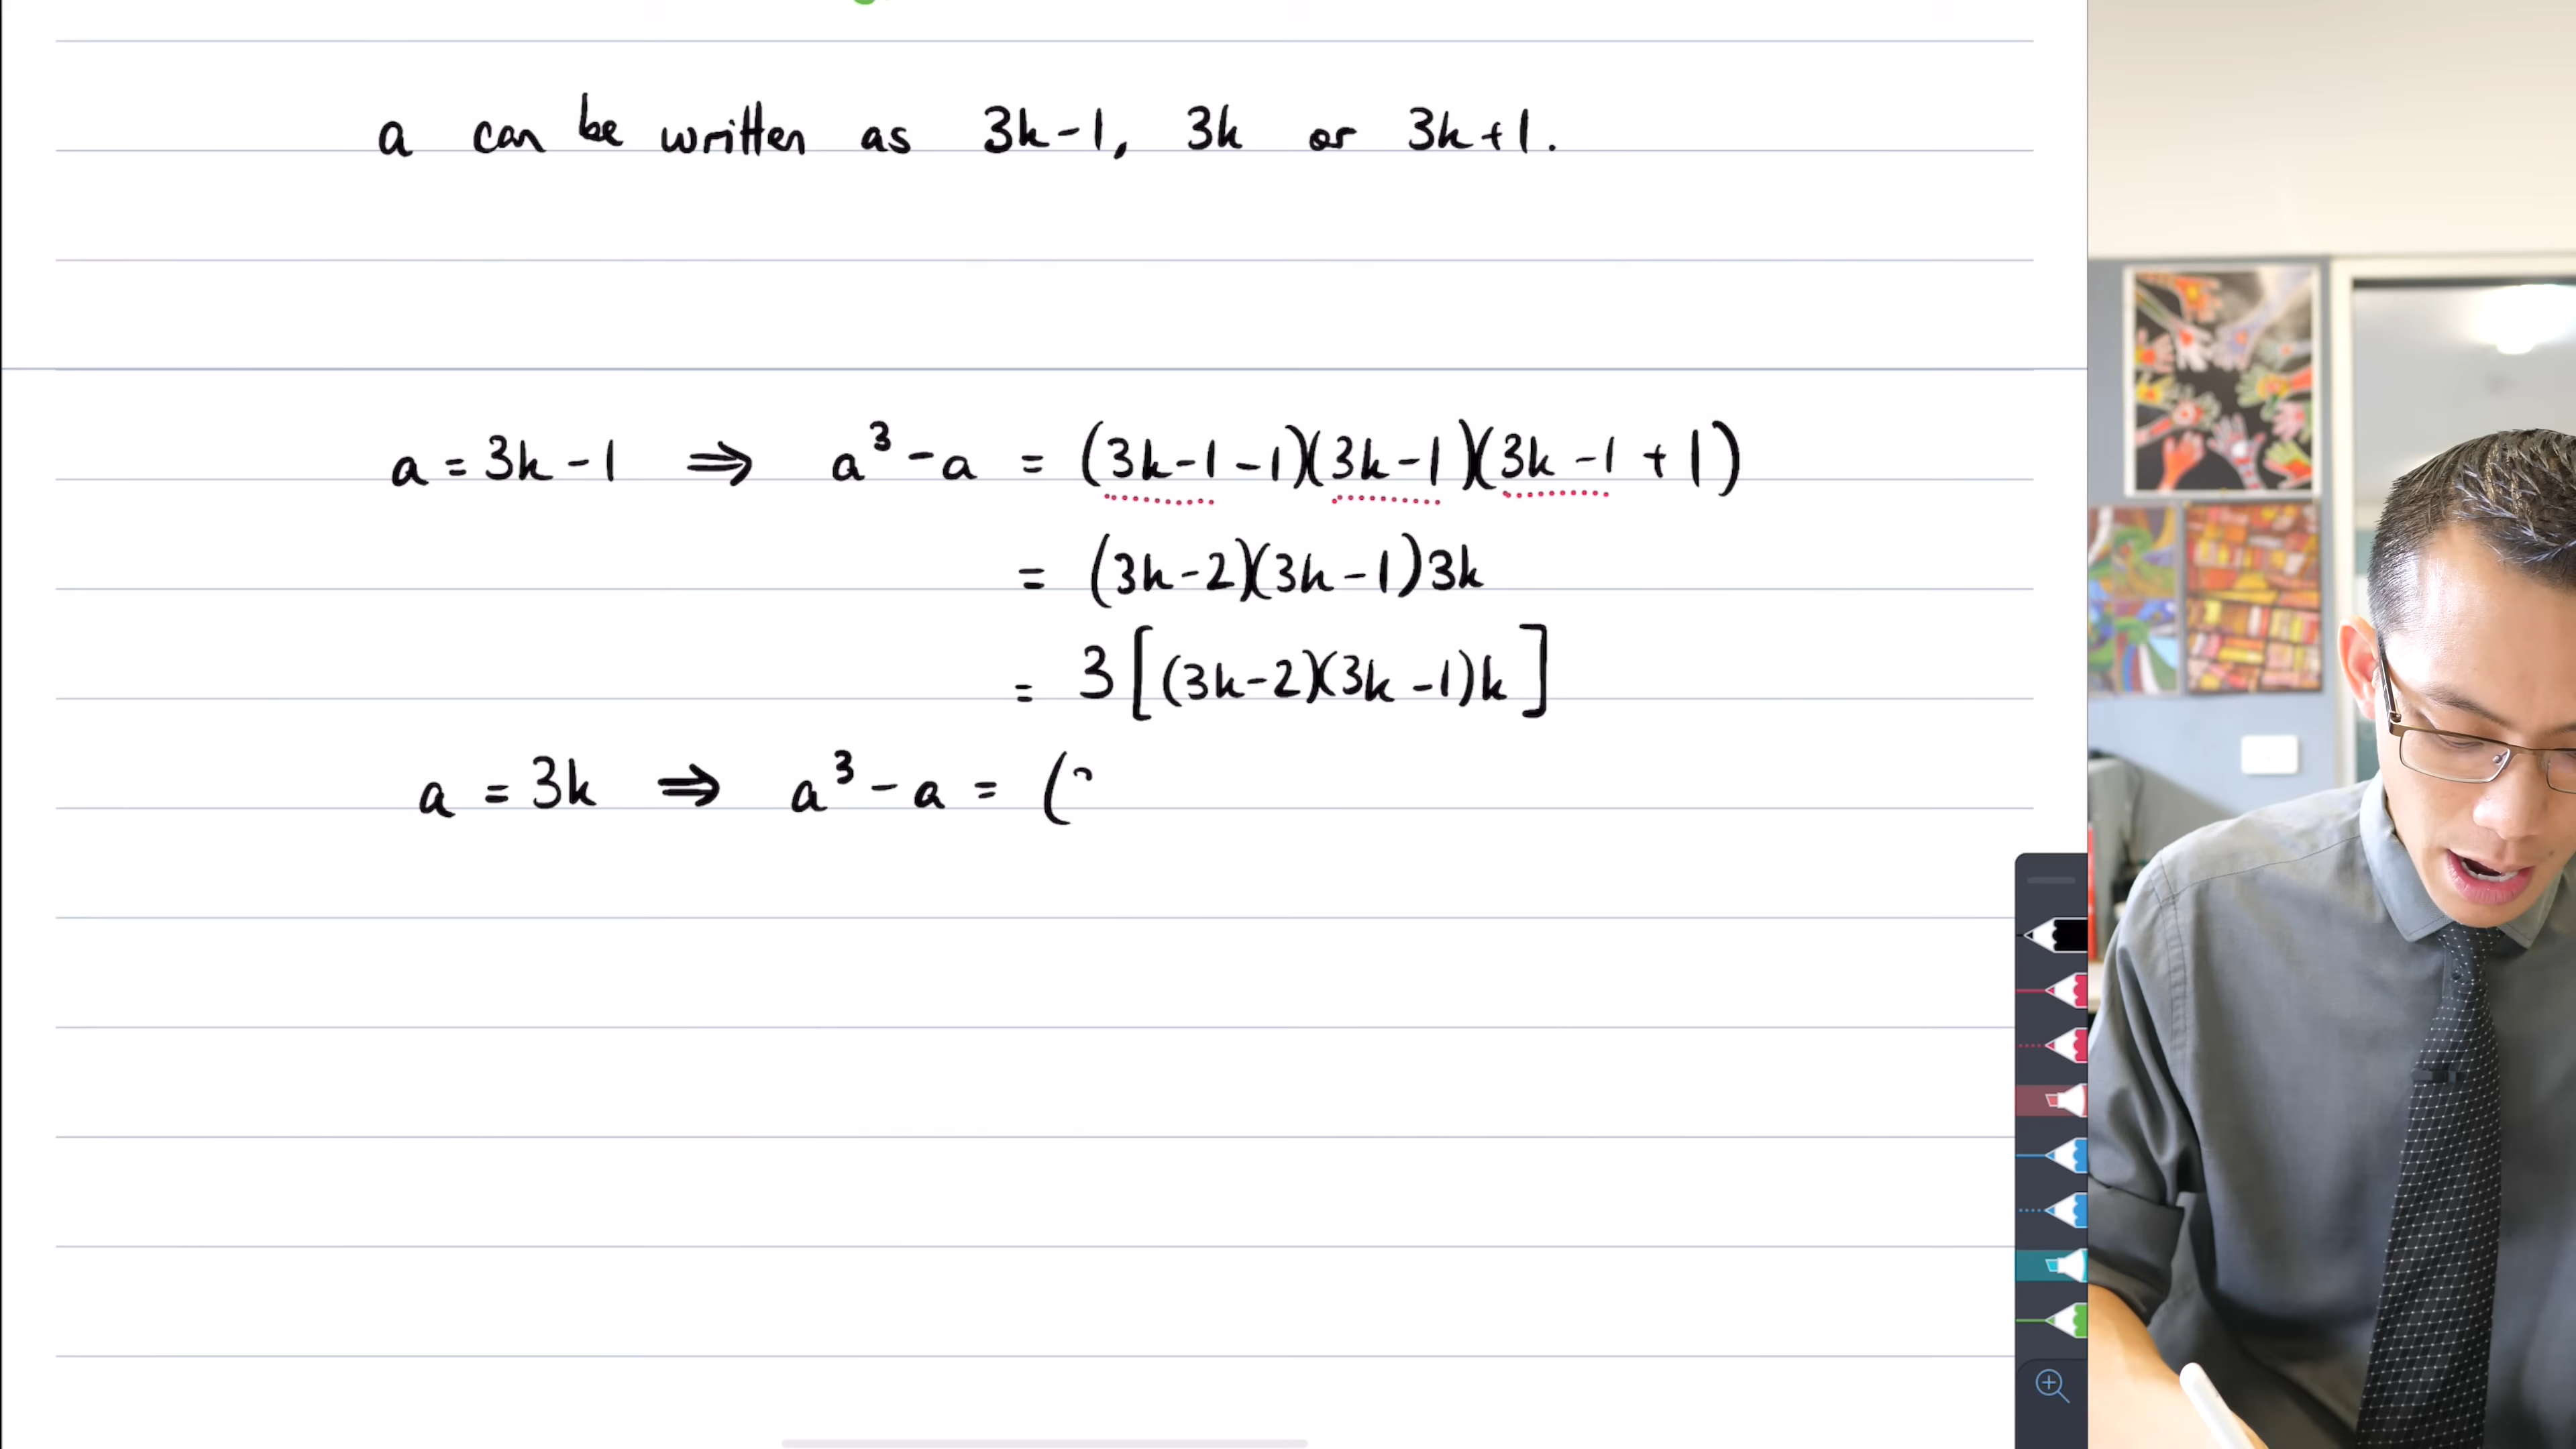 a can be written as 3k-1, 3k or 3k+1.
a = 3k-1 ⇒ a³-a = (3k-1-1)(3k-1)(3k-1+1)
= (3k-2)(3k-1)3k
= 3[(3k-2)(3k-1)k]
a = 3k ⇒ a³-a = (